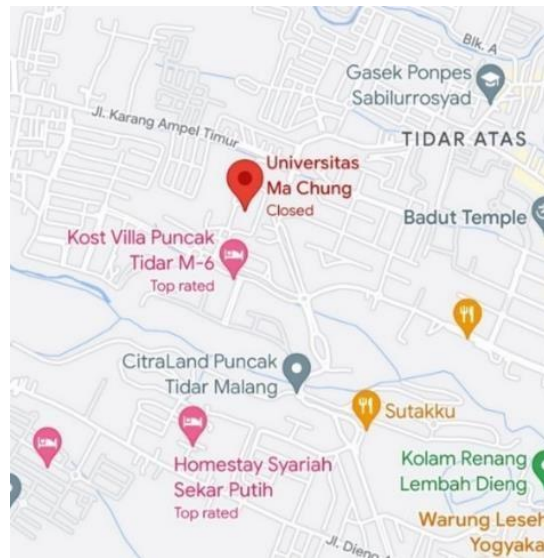 Blk. A
Gasek Ponpes
Sabilurrosyad
Jl. Karang Ampel Timur
TIDAR ATAS
Universitas
Ma Chung
Closed
Badut Temple
Kost Villa Puncak
Tidar M-6
Top rated
CitraLand Puncak
Tidar Malang
Sutakku
Homestay Syariah
Sekar Putih
Top rated
Kolam Renang
Lembah Dieng
Warung Leseh
Yogyaka
Jl. Dieng A